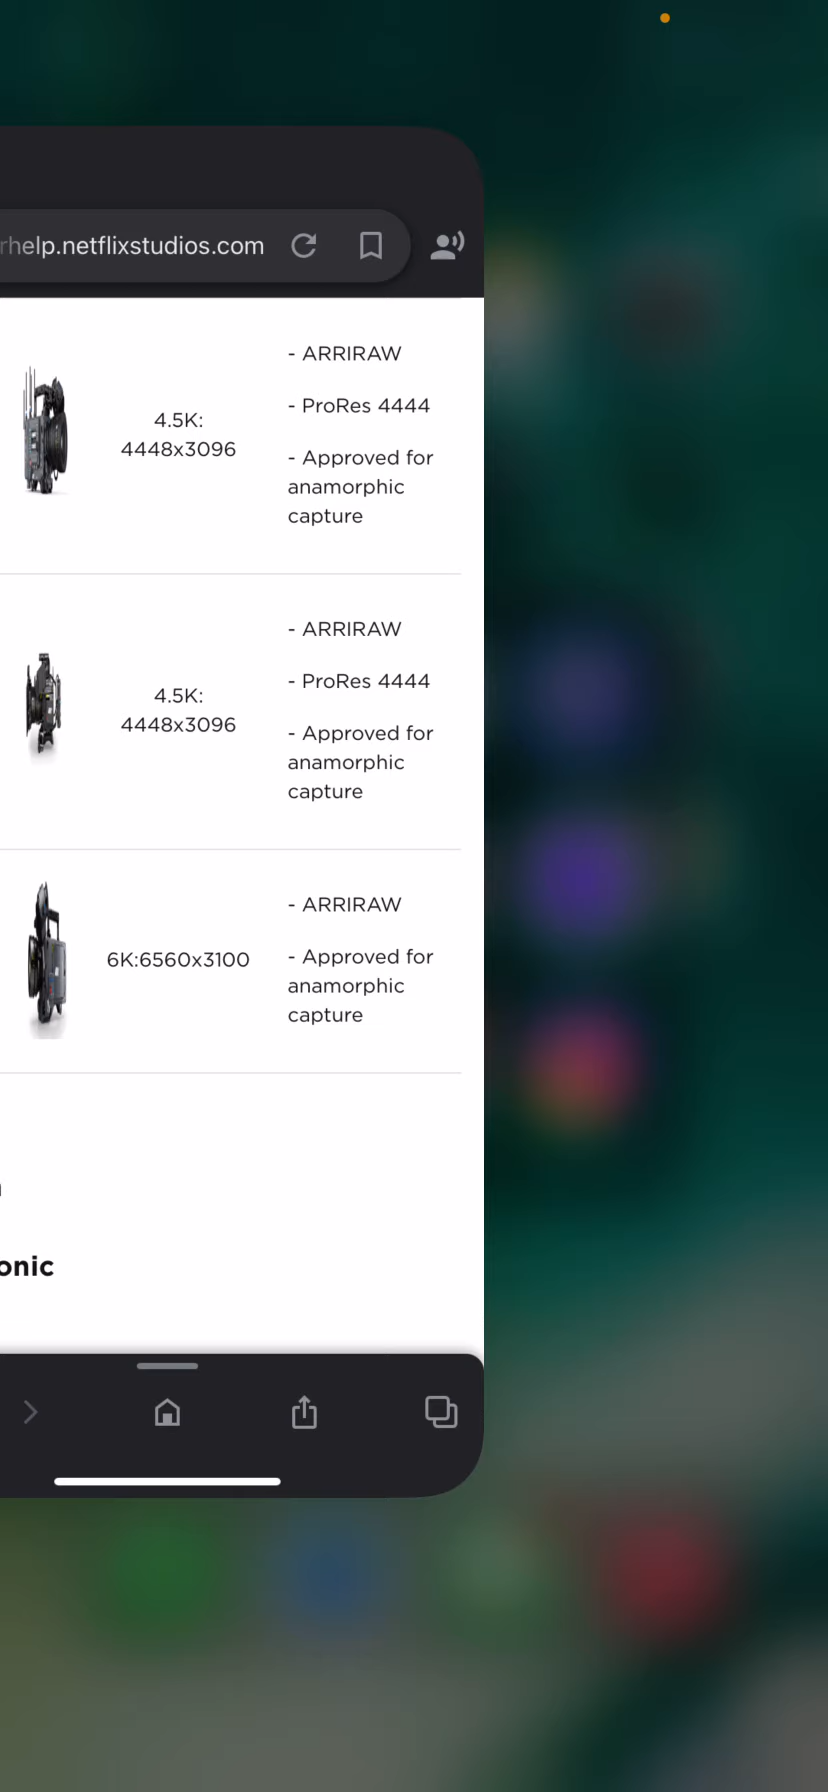 rhelp.netflixstudios.com
- ARRIRAW
- ProRes 4444
4.5K:
4448x3096
- Approved for
anamorphic
capture
- ARRIRAW
- ProRes 4444
4.5K:
4448x3096
- Approved for
anamorphic
capture
- ARRIRAW
6K:6560x3100
- Approved for
anamorphic
capture
onic